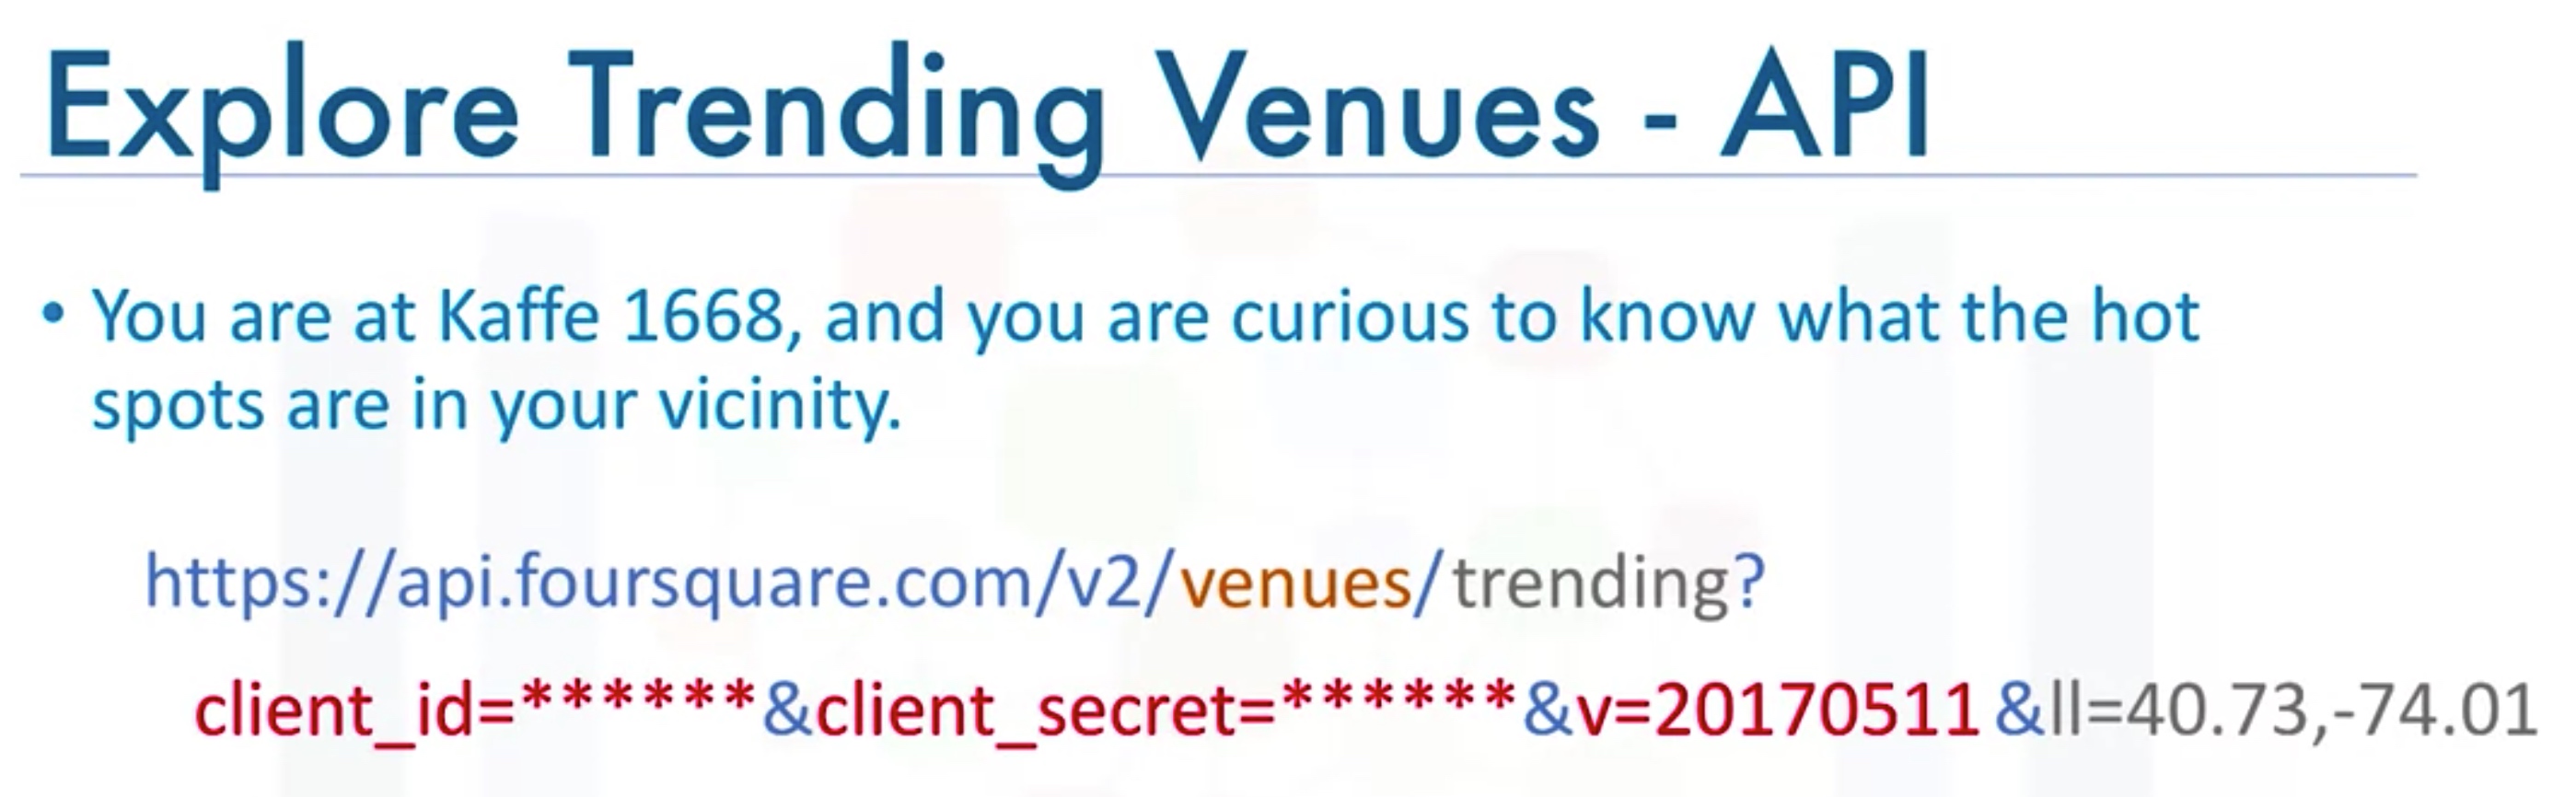 Explore Trending Venues - API
• You are at Kaffe 1668, and you are curious to know what the hot
spots are in your vicinity.
https://api.foursquare.com/v2/venues/trending?
client_id=******&client_secret=******&v=20170511 &ll=40.73,-74.01